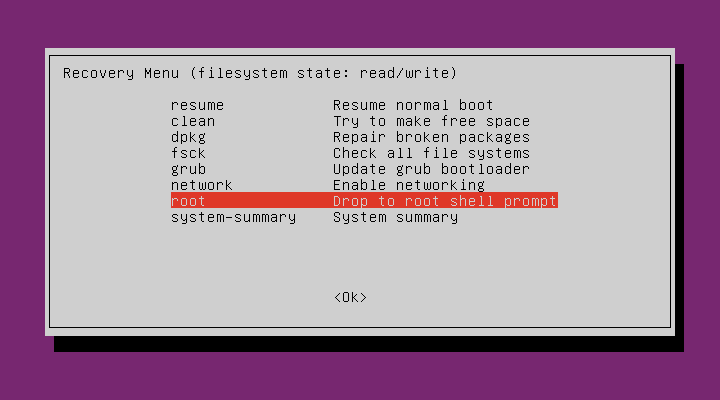 Recovery Menu (filesystem state: read/write)
resume Resume normal boot
clean Try to make free space
dpkg Repair broken packages
fsck Check all file systems
grub Update grub bootloader
network Enable networking
root Drop to root shell prompt
system-summary System summary
<Ok>